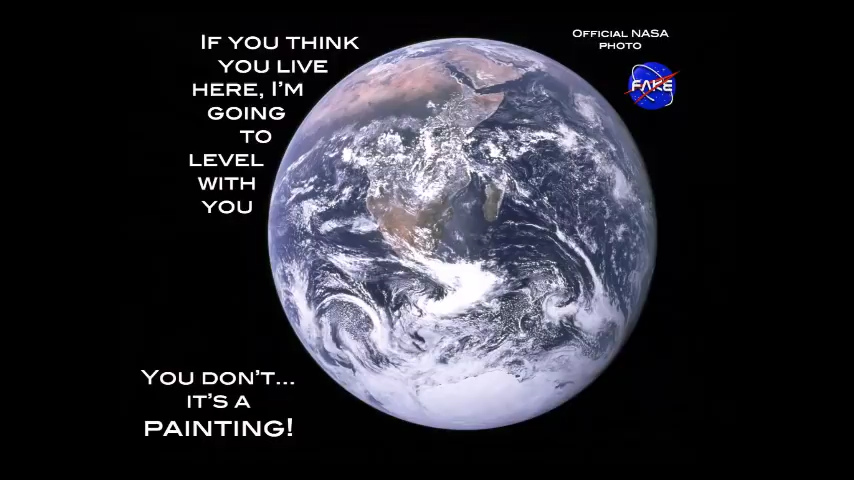 IF YOU THINK
YOU LIVE
HERE, I'M
GOING
TO
LEVEL
WITH
YOU
OFFICIAL NASA
PHOTO
FAKE
YOU DON'T...
IT'S A
PAINTING!